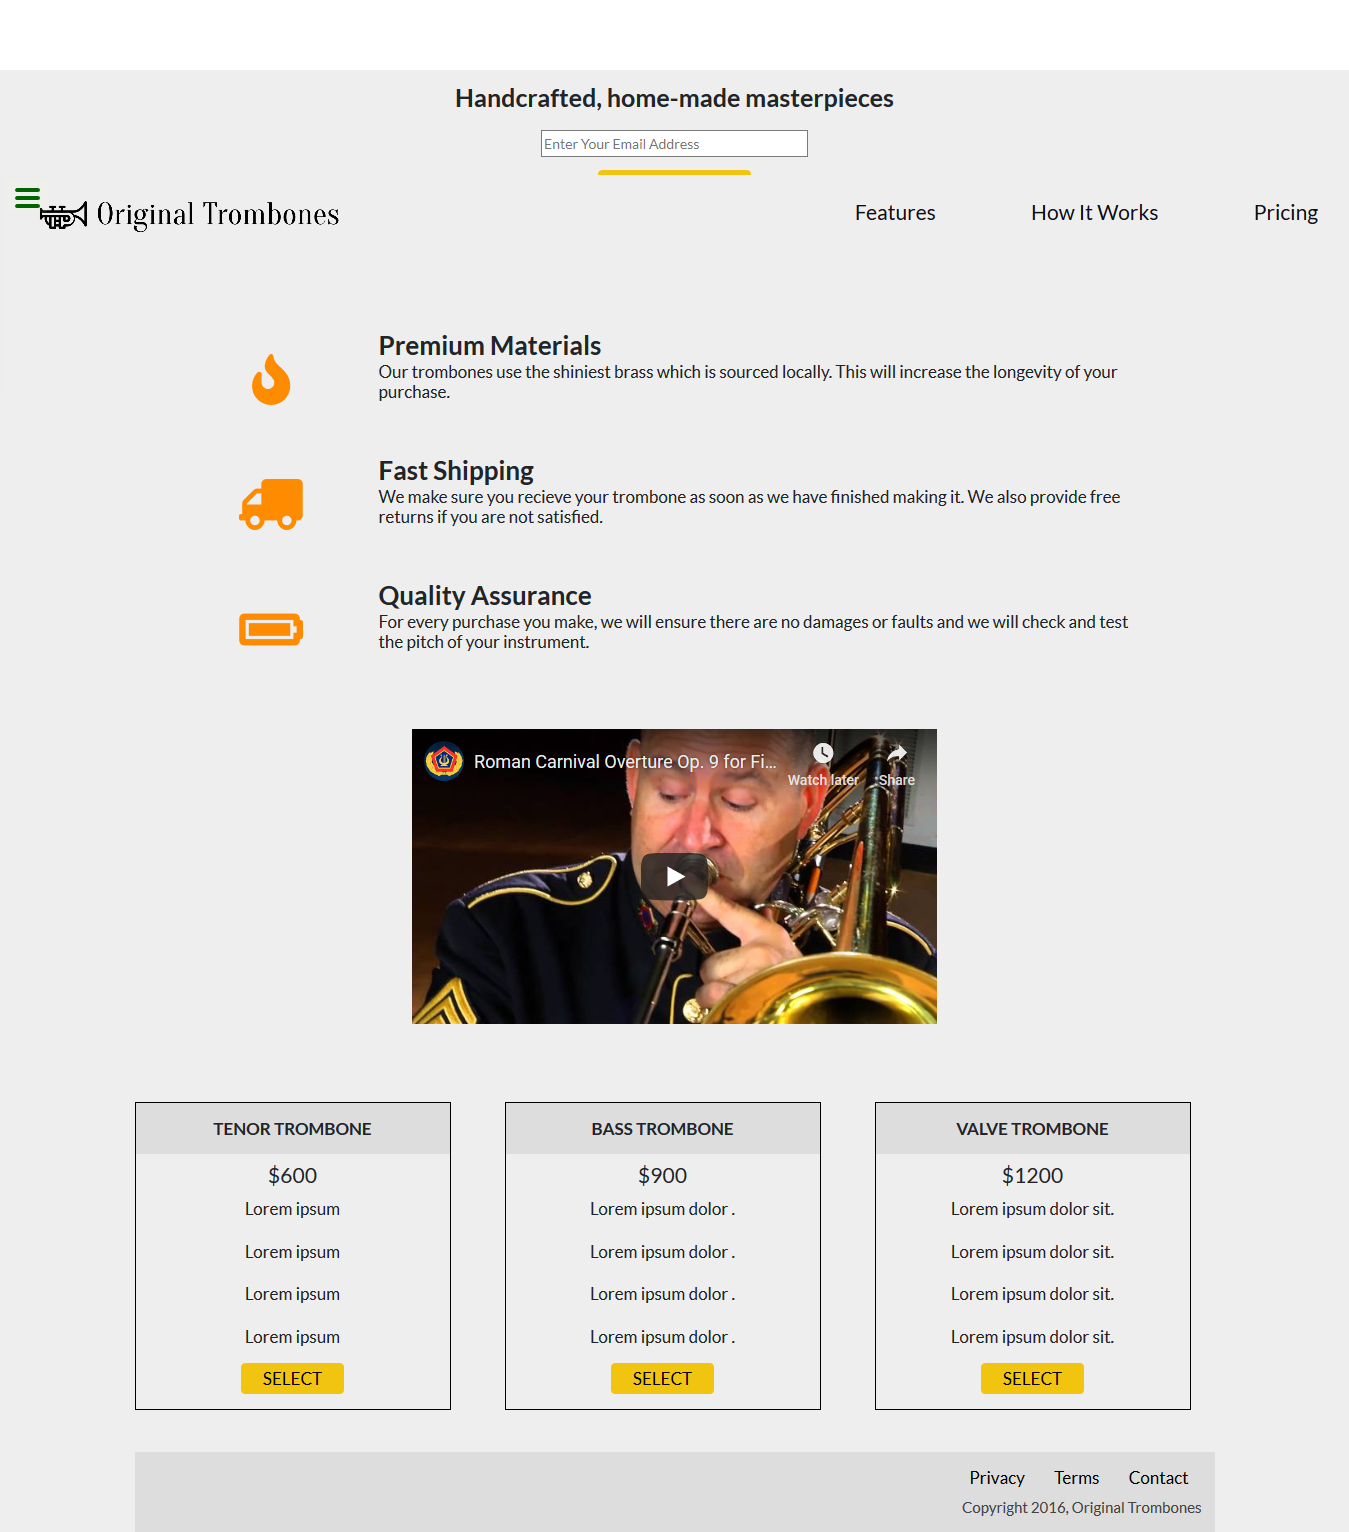 Handcrafted, home-made masterpieces
Enter Your Email Address
Original Trombones
Features
How It Works
Pricing
Premium Materials
Our trombones use the shiniest brass which is sourced locally. This will increase the longevity of your
purchase.
Fast Shipping
We make sure you recieve your trombone as soon as we have finished making it. We also provide free
returns if you are not satisfied.
Quality Assurance
For every purchase you make, we will ensure there are no damages or faults and we will check and test
the pitch of your instrument.
Roman Carnival Overture Op. 9 for Fi...
Watch later
Share
TENOR TROMBONE
$600
Lorem ipsum
Lorem ipsum
Lorem ipsum
Lorem ipsum
SELECT
BASS TROMBONE
$900
Lorem ipsum dolor .
Lorem ipsum dolor .
Lorem ipsum dolor .
Lorem ipsum dolor .
SELECT
VALVE TROMBONE
$1200
Lorem ipsum dolor sit.
Lorem ipsum dolor sit.
Lorem ipsum dolor sit.
Lorem ipsum dolor sit.
SELECT
Privacy
Terms
Contact
Copyright 2016, Original Trombones